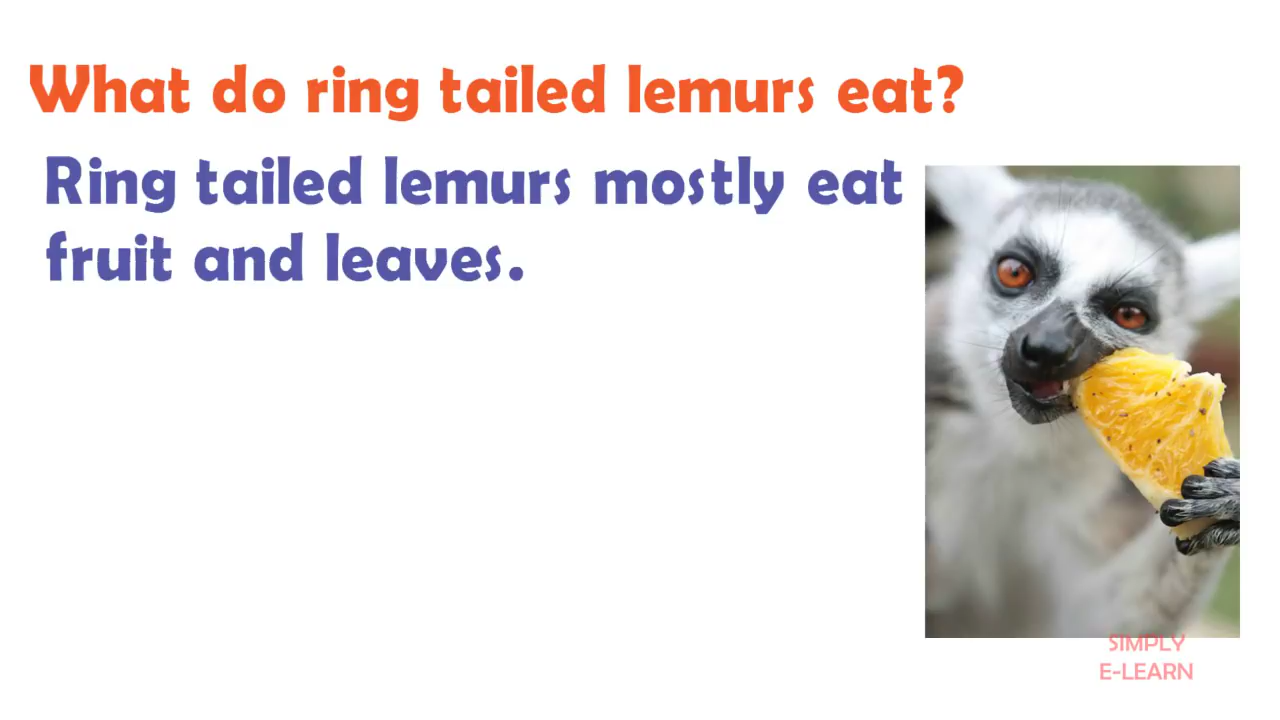 What do ring tailed lemurs eat?
Ring tailed lemurs mostly eat
fruit and leaves.
SIMPLY
E-LEARN